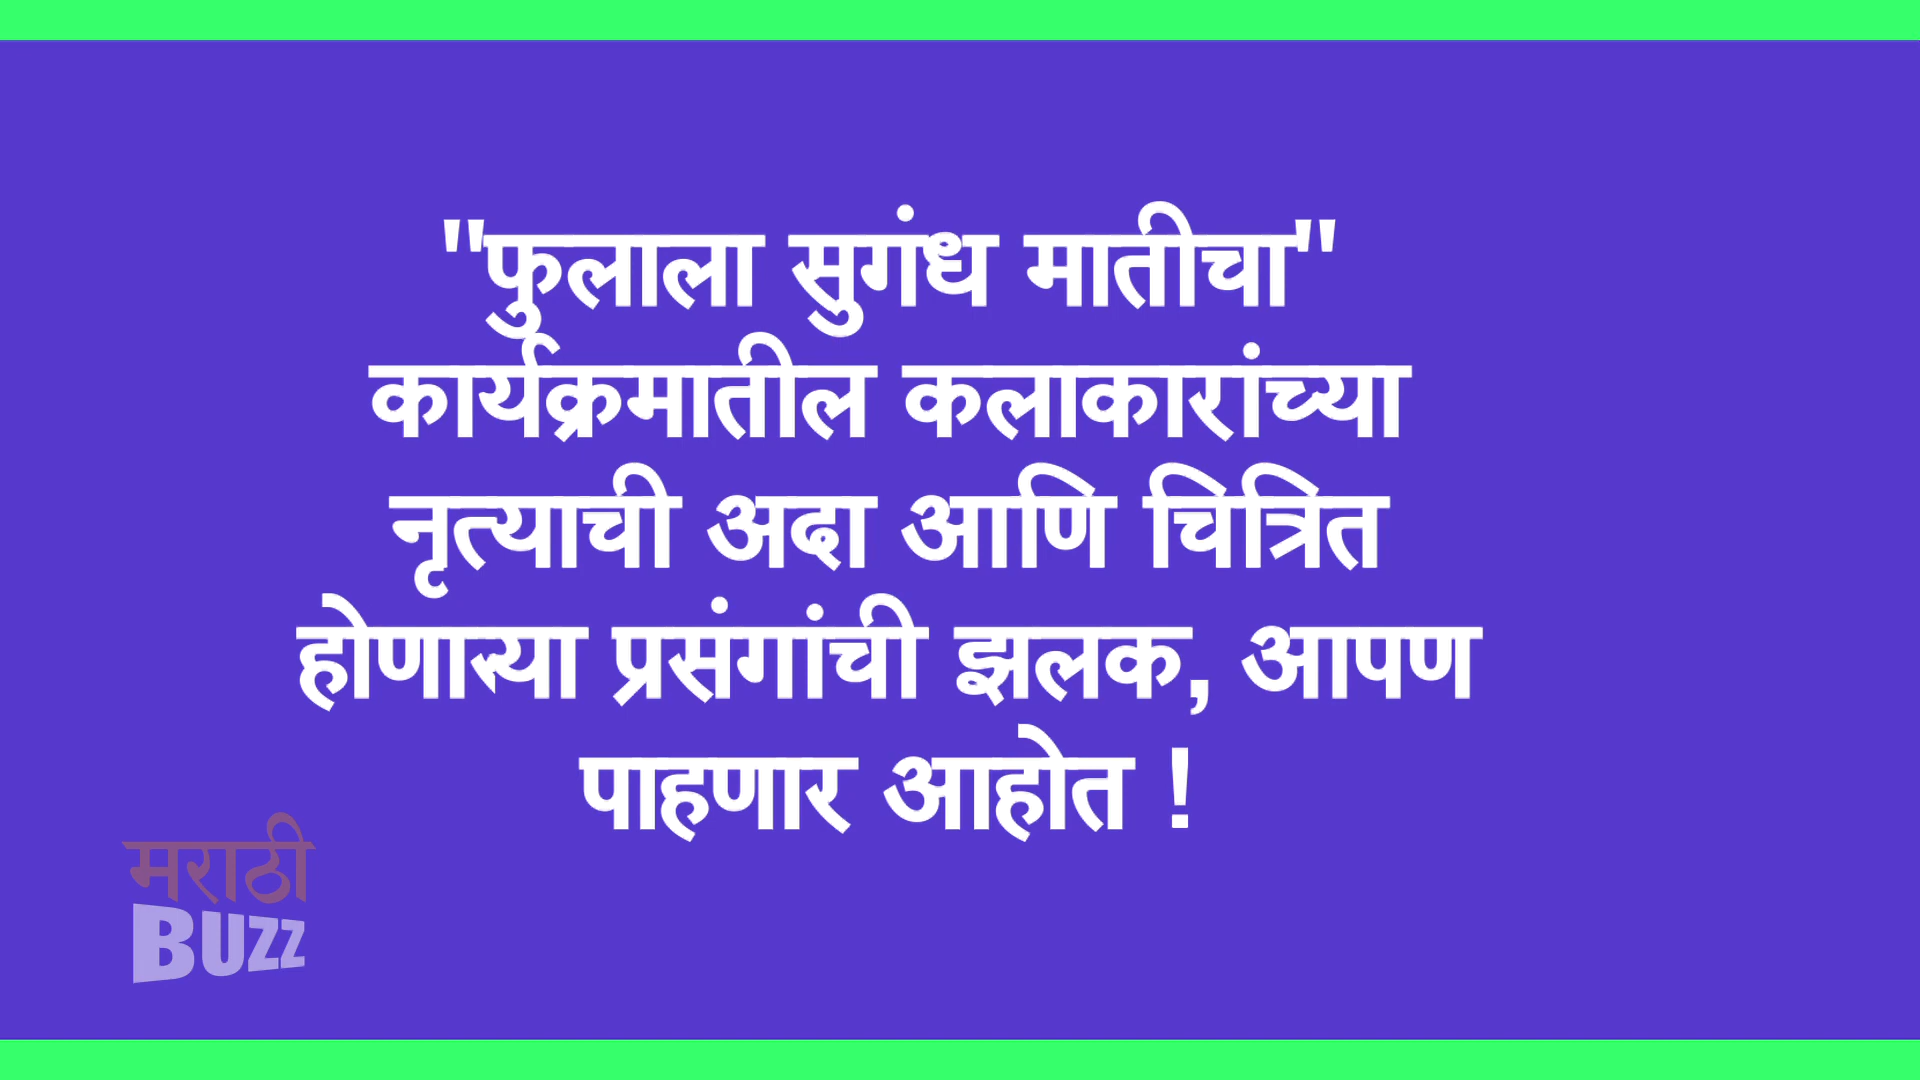 "फुलाला सुगंध मातीचा"
कार्यक्रमातील कलाकारांच्या
नृत्याची अदा आणि चित्रित
होणाऱ्या प्रसंगांची झलक, आपण
पाहणार आहोत !
मराठी
BUZZ